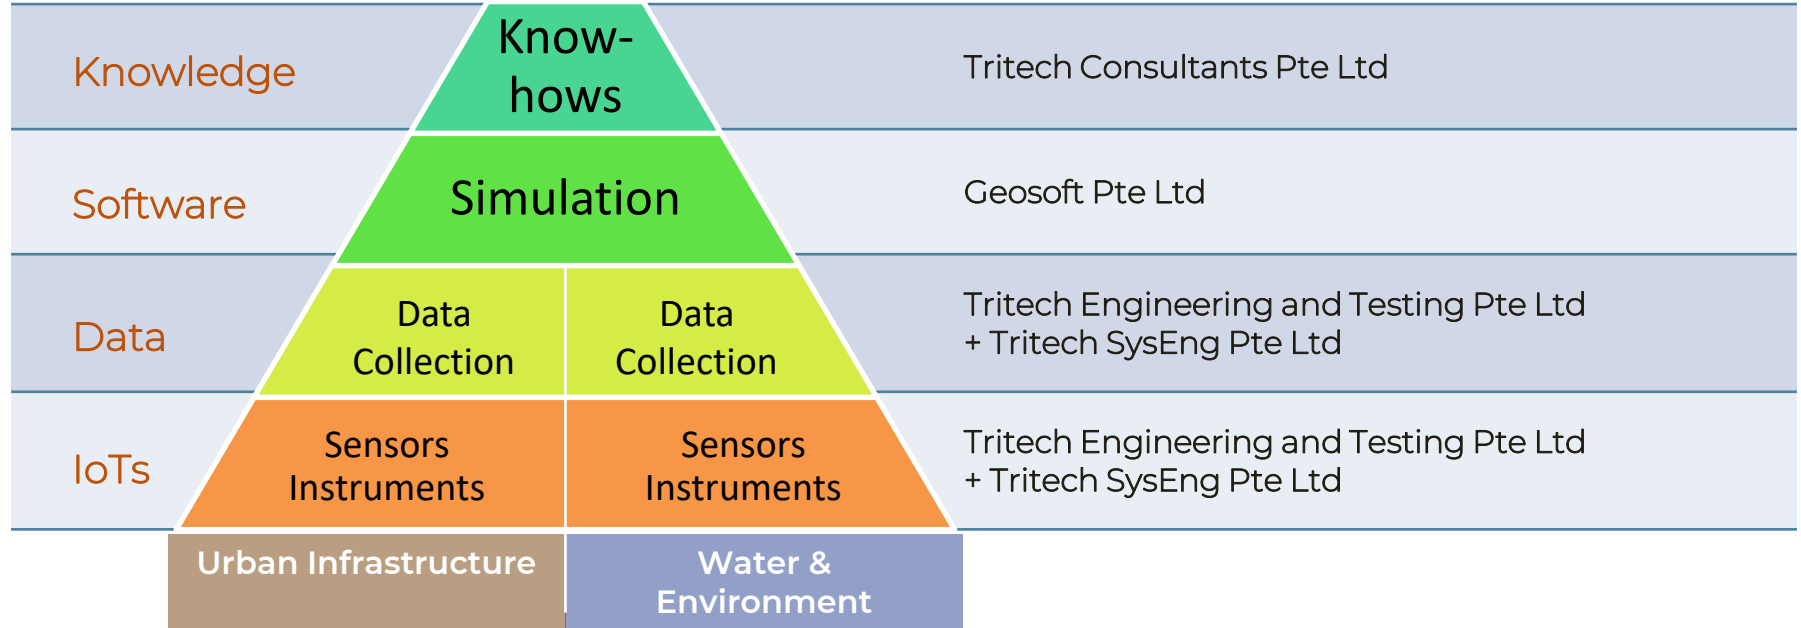 Knowledge
Know-
hows
Tritech Consultants Pte Ltd
Software
Simulation
Geosoft Pte Ltd
Data
Data
Collection
Data
Collection
Tritech Engineering and Testing Pte Ltd
+ Tritech SysEng Pte Ltd
IoTs
Sensors
Instruments
Sensors
Instruments
Tritech Engineering and Testing Pte Ltd
+ Tritech SysEng Pte Ltd
Urban Infrastructure
Water &
Environment